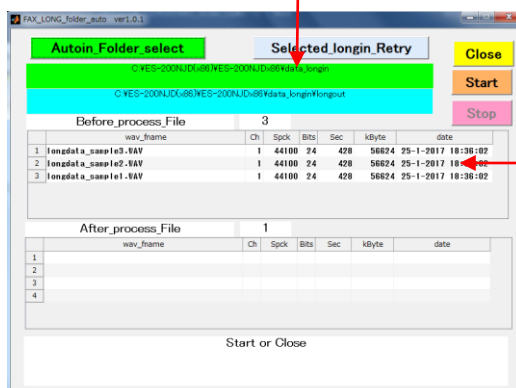 FAX_LONG_folder_auto ver1.0.1
Autoin_Folder_select Selected_longin_Retry Close
C:¥ES-200NJD(x86)¥ES-200NJDx86¥data_longin
Start
C:¥ES-200NJD(x86)¥ES-200NJDx86¥data_longin¥longout
Stop
Before_process_File 3
wav_fname Ch Spck Bits Sec kByte date
1 longdata_sample3.WAV 1 44100 24 428 56624 25-1-2017 18:36:02
2 longdata_sample2.WAV 1 44100 24 428 56624 25-1-2017 18:36:02
3 longdata_sample1.WAV 1 44100 24 428 56624 25-1-2017 18:36:02
After_process_File 1
wav_fname Ch Spck Bits Sec kByte date
1
2
3
4
Start or Close